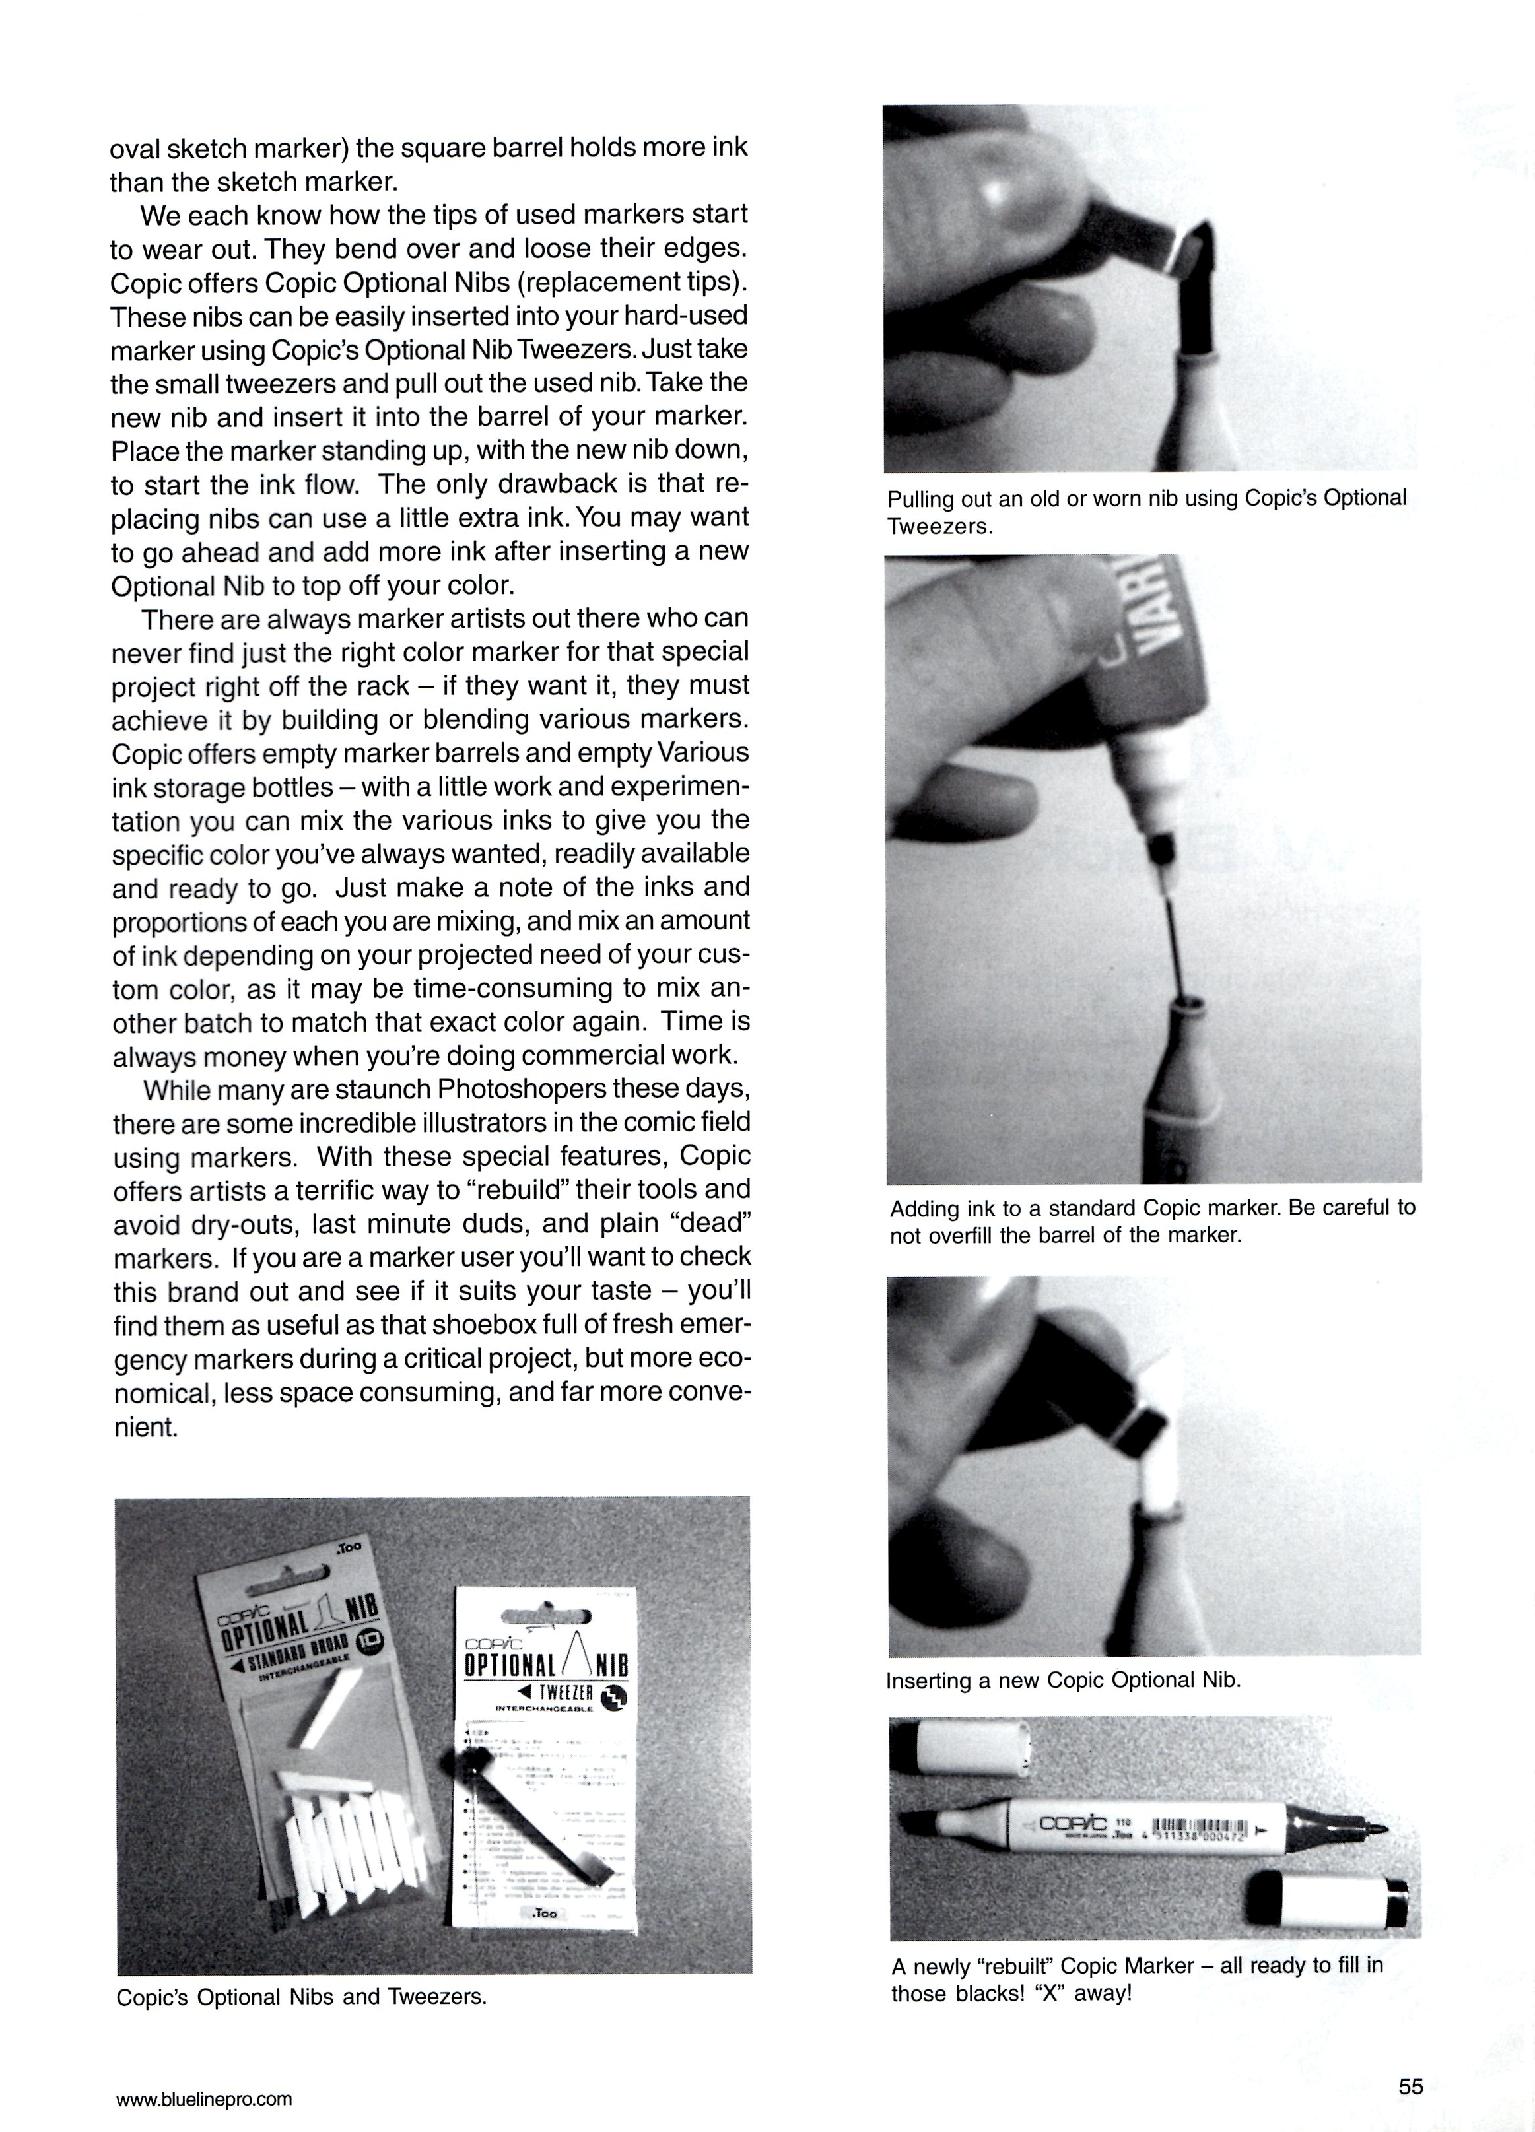 oval sketch marker) the square barrel holds more ink
than the sketch marker.
We each know how the tips of used markers start
to wear out. They bend over and loose their edges.
Copic offers Copic Optional Nibs (replacement tips).
These nibs can be easily inserted into your hard-used
marker using Copic's Optional Nib Tweezers. Just take
the small tweezers and pull out the used nib. Take the
new nib and insert it into the barrel of your marker.
Place the marker standing up, with the new nib down,
to start the ink flow. The only drawback is that re-
placing nibs can use a little extra ink. You may want
to go ahead and add more ink after inserting a new
Optional Nib to top off your color.
There are always marker artists out there who can
never find just the right color marker for that special
project right off the rack – if they want it, they must
achieve it by building or blending various markers.
Copic offers empty marker barrels and empty Various
ink storage bottles – with a little work and experimen-
tation you can mix the various inks to give you the
specific color you've always wanted, readily available
and ready to go. Just make a note of the inks and
proportions of each you are mixing, and mix an amount
of ink depending on your projected need of your cus-
tom color, as it may be time-consuming to mix an-
other batch to match that exact color again. Time is
always money when you're doing commercial work.
While many are staunch Photoshopers these days,
there are some incredible illustrators in the comic field
using markers. With these special features, Copic
offers artists a terrific way to “rebuild” their tools and
avoid dry-outs, last minute duds, and plain “dead”
markers. If you are a marker user you'll want to check
this brand out and see if it suits your taste – you'll
find them as useful as that shoebox full of fresh emer-
gency markers during a critical project, but more eco-
nomical, less space consuming, and far more conve-
nient.
.Too
COPIC
OPTIONAL NIB
STANDARD BROAD 10
INTERCHANGEABLE
COPIC
OPTIONAL NIB
TWEEZER
INTERCHANGEABLE
.Too
Copic's Optional Nibs and Tweezers.
Pulling out an old or worn nib using Copic's Optional
Tweezers.
VARI
Adding ink to a standard Copic marker. Be careful to
not overfill the barrel of the marker.
Inserting a new Copic Optional Nib.
COPIC 110
.Too 4 511338 000472
A newly “rebuilt” Copic Marker – all ready to fill in
those blacks! “X” away!
www.bluelinepro.com
55